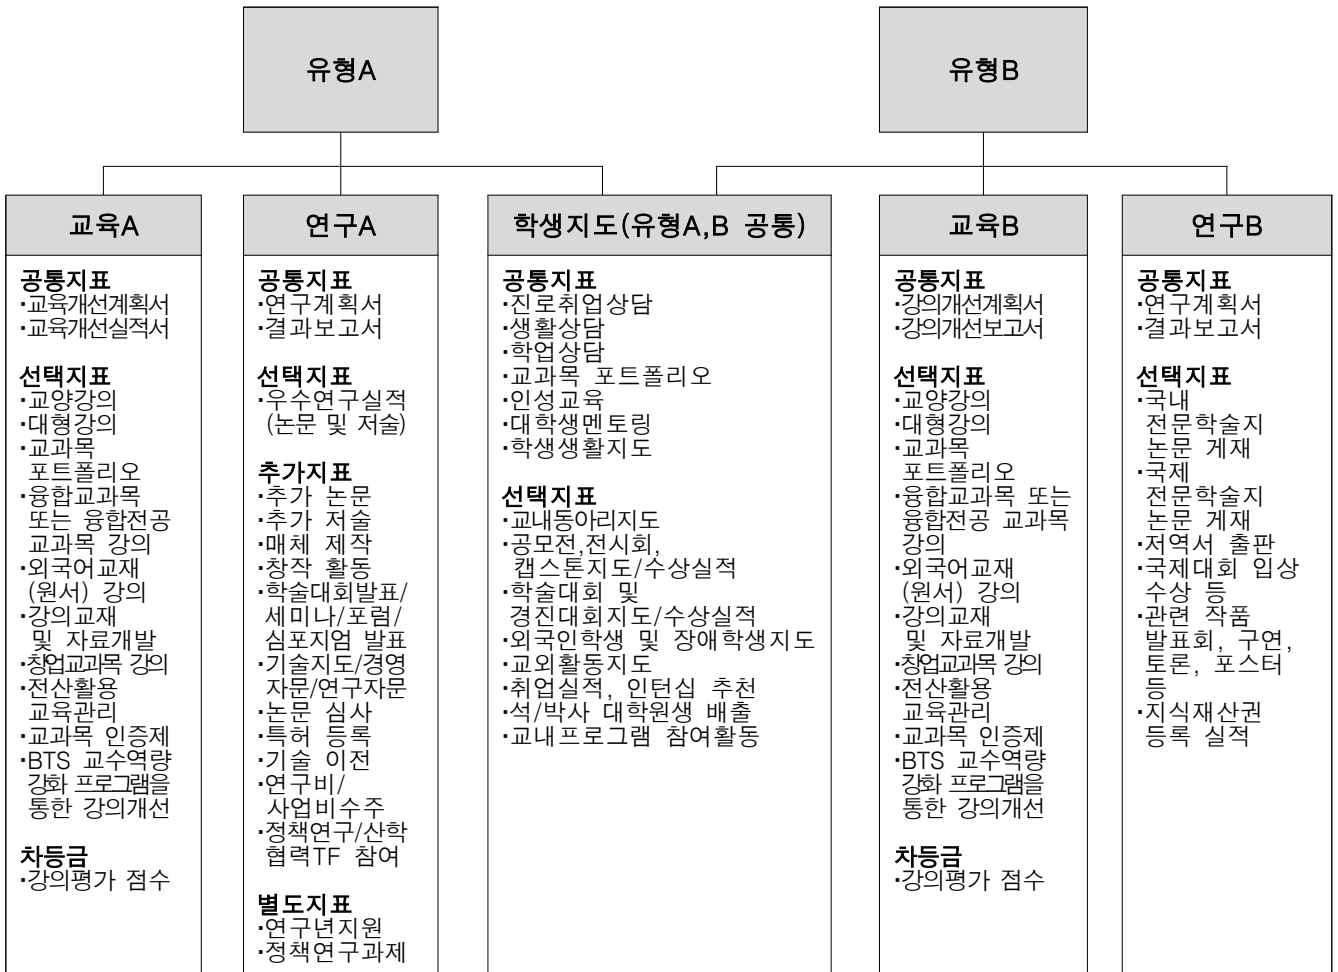 유형A
유형B
교육A
연구A
학생지도(유형A,B 공통)
교육B
연구B
공통지표
·교육개선계획서
·교육개선실적서
선택지표
·교양강의
·대형강의
·교과목
포트폴리오
·융합교과목
또는 융합전공
교과목 강의
·외국어교재
(원서) 강의
·강의교재
및 자료개발
·창업교과목 강의
·전산활용
교육관리
·교과목 인증제
·BTS 교수역량
강화 프로그램을
통한 강의개선
차등금
·강의평가 점수
공통지표
·연구계획서
·결과보고서
선택지표
·우수연구실적
(논문 및 저술)
추가지표
·추가 논문
·추가 저술
·매체 제작
·창작 활동
·학술대회발표/
세미나/포럼/
심포지엄 발표
·기술지도/경영
자문/연구자문
·논문 심사
·특허 등록
·기술 이전
·연구비/
사업비수주
·정책연구/산학
협력TF 참여
별도지표
·연구년지원
·정책연구과제
공통지표
·진로취업상담
·생활상담
·학업상담
·교과목 포트폴리오
·인성교육
·대학생멘토링
·학생생활지도
선택지표
·교내동아리지도
·공모전,전시회,
캡스톤지도/수상실적
·학술대회 및
경진대회지도/수상실적
·외국인학생 및 장애학생지도
·교외활동지도
·취업실적, 인턴십 추천
·석/박사 대학원생 배출
·교내프로그램 참여활동
공통지표
·강의개선계획서
·강의개선보고서
선택지표
·교양강의
·대형강의
·교과목
포트폴리오
·융합교과목 또는
융합전공 교과목
강의
·외국어교재
(원서) 강의
·강의교재
및 자료개발
·창업교과목 강의
·전산활용
교육관리
·교과목 인증제
·BTS 교수역량
강화 프로그램을
통한 강의개선
차등금
·강의평가 점수
공통지표
·연구계획서
·결과보고서
선택지표
·국내
전문학술지
논문 게재
·국제
전문학술지
논문 게재
·저역서 출판
·국제대회 입상
수상 등
·관련 작품
발표회, 구연,
토론, 포스터
등
·지식재산권
등록 실적